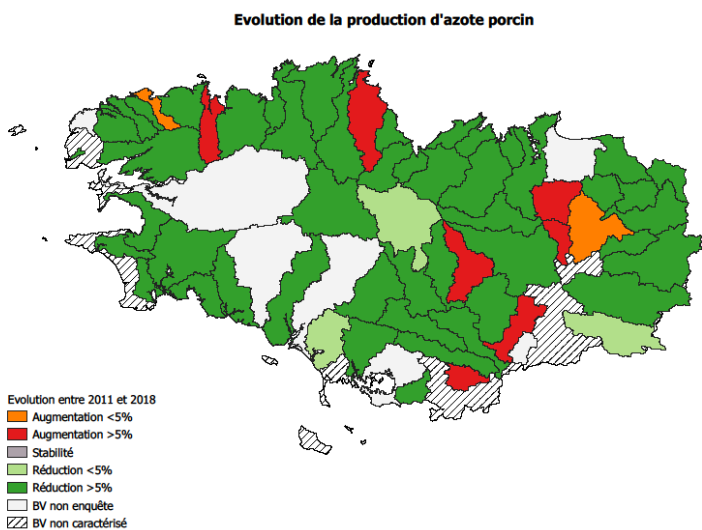 Evolution de la production d'azote porcin
Evolution entre 2011 et 2018
Augmentation <5%
Augmentation >5%
Stabilité
Réduction <5%
Réduction >5%
BV non enquête
BV non caractérisé